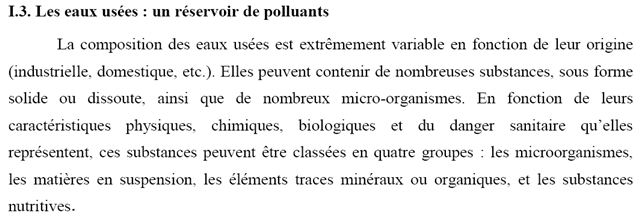 I.3. Les eaux usées : un réservoir de polluants
La composition des eaux usées est extrêmement variable en fonction de leur origine
(industrielle, domestique, etc.). Elles peuvent contenir de nombreuses substances, sous forme
solide ou dissoute, ainsi que de nombreux micro-organismes. En fonction de leurs
caractéristiques physiques, chimiques, biologiques et du danger sanitaire qu’elles
représentent, ces substances peuvent être classées en quatre groupes : les microorganismes,
les matières en suspension, les éléments traces minéraux ou organiques, et les substances
nutritives.